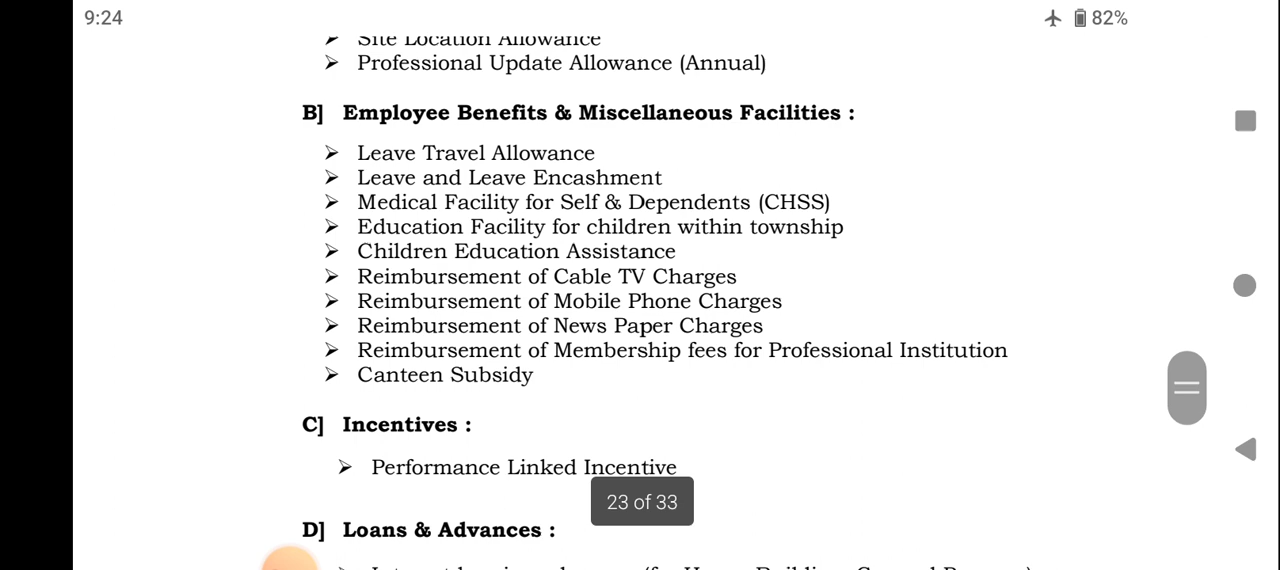 9:24
82%
➢ Site Location Allowance
➢ Professional Update Allowance (Annual)
B] Employee Benefits & Miscellaneous Facilities :
➢ Leave Travel Allowance
➢ Leave and Leave Encashment
➢ Medical Facility for Self & Dependents (CHSS)
➢ Education Facility for children within township
➢ Children Education Assistance
➢ Reimbursement of Cable TV Charges
➢ Reimbursement of Mobile Phone Charges
➢ Reimbursement of News Paper Charges
➢ Reimbursement of Membership fees for Professional Institution
➢ Canteen Subsidy
C] Incentives :
➢ Performance Linked Incentive
23 of 33
D] Loans & Advances :